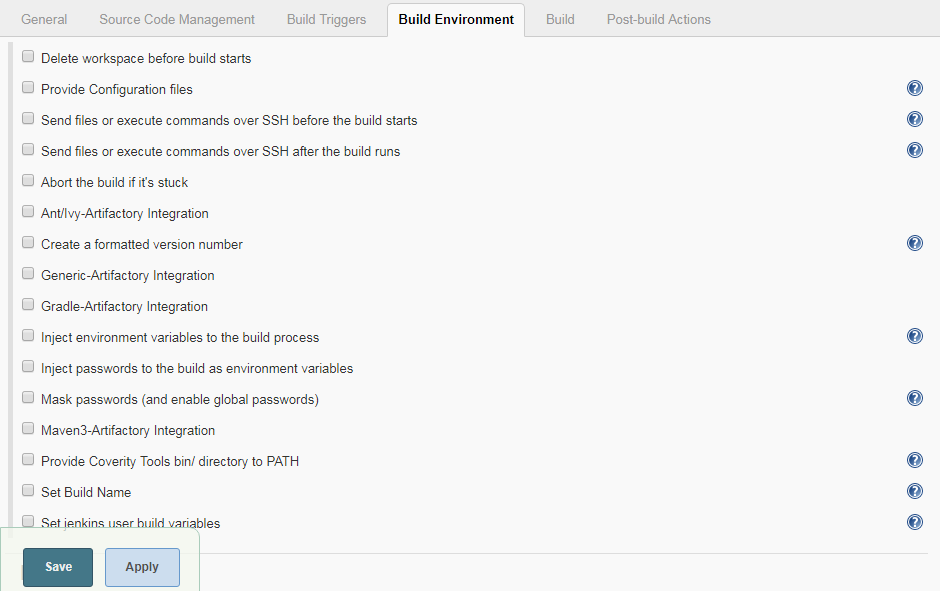 General Source Code Management Build Triggers Build Environment Build Post-build Actions
Delete workspace before build starts
Provide Configuration files
Send files or execute commands over SSH before the build starts
Send files or execute commands over SSH after the build runs
Abort the build if it's stuck
Ant/Ivy-Artifactory Integration
Create a formatted version number
Generic-Artifactory Integration
Gradle-Artifactory Integration
Inject environment variables to the build process
Inject passwords to the build as environment variables
Mask passwords (and enable global passwords)
Maven3-Artifactory Integration
Provide Coverity Tools bin/ directory to PATH
Set Build Name
Set jenkins user build variables
Save Apply